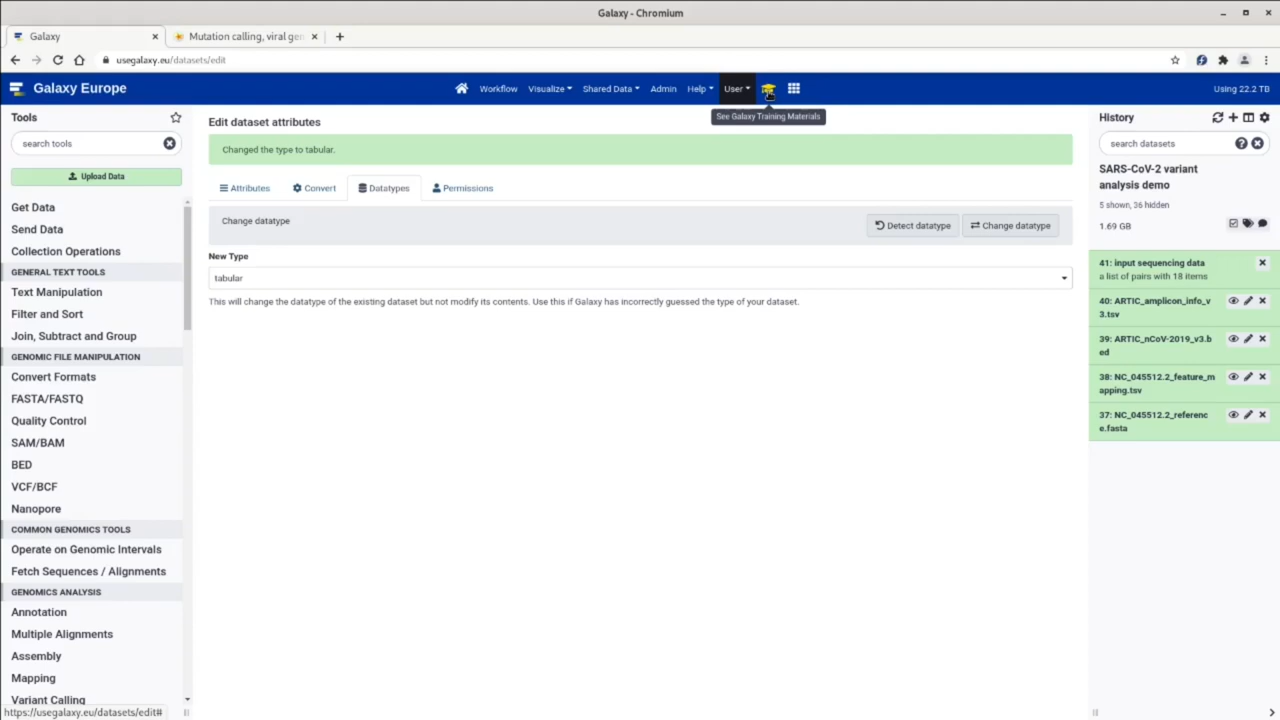 Galaxy - Chromium
Galaxy
Mutation calling, viral gen
usegalaxy.eu/datasets/edit
Galaxy Europe
Workflow
Visualize
Shared Data
Admin
Help
User
Using 22.2 TB
See Galaxy Training Materials
Tools
search tools
Upload Data
Get Data
Send Data
Collection Operations
GENERAL TEXT TOOLS
Text Manipulation
Filter and Sort
Join, Subtract and Group
GENOMIC FILE MANIPULATION
Convert Formats
FASTA/FASTQ
Quality Control
SAM/BAM
BED
VCF/BCF
Nanopore
COMMON GENOMICS TOOLS
Operate on Genomic Intervals
Fetch Sequences / Alignments
GENOMICS ANALYSIS
Annotation
Multiple Alignments
Assembly
Mapping
Variant Calling
https://usegalaxy.eu/datasets/edit#
Edit dataset attributes
Changed the type to tabular.
Attributes
Convert
Datatypes
Permissions
Change datatype
Detect datatype
Change datatype
New Type
tabular
This will change the datatype of the existing dataset but not modify its contents. Use this if Galaxy has incorrectly guessed the type of your dataset.
History
search datasets
SARS-CoV-2 variant
analysis demo
5 shown, 36 hidden
1.69 GB
41: input sequencing data
a list of pairs with 18 items
40: ARTIC_amplicon_info_v
3.tsv
39: ARTIC_nCoV-2019_v3.b
ed
38: NC_045512.2_feature_m
apping.tsv
37: NC_045512.2_referenc
e.fasta